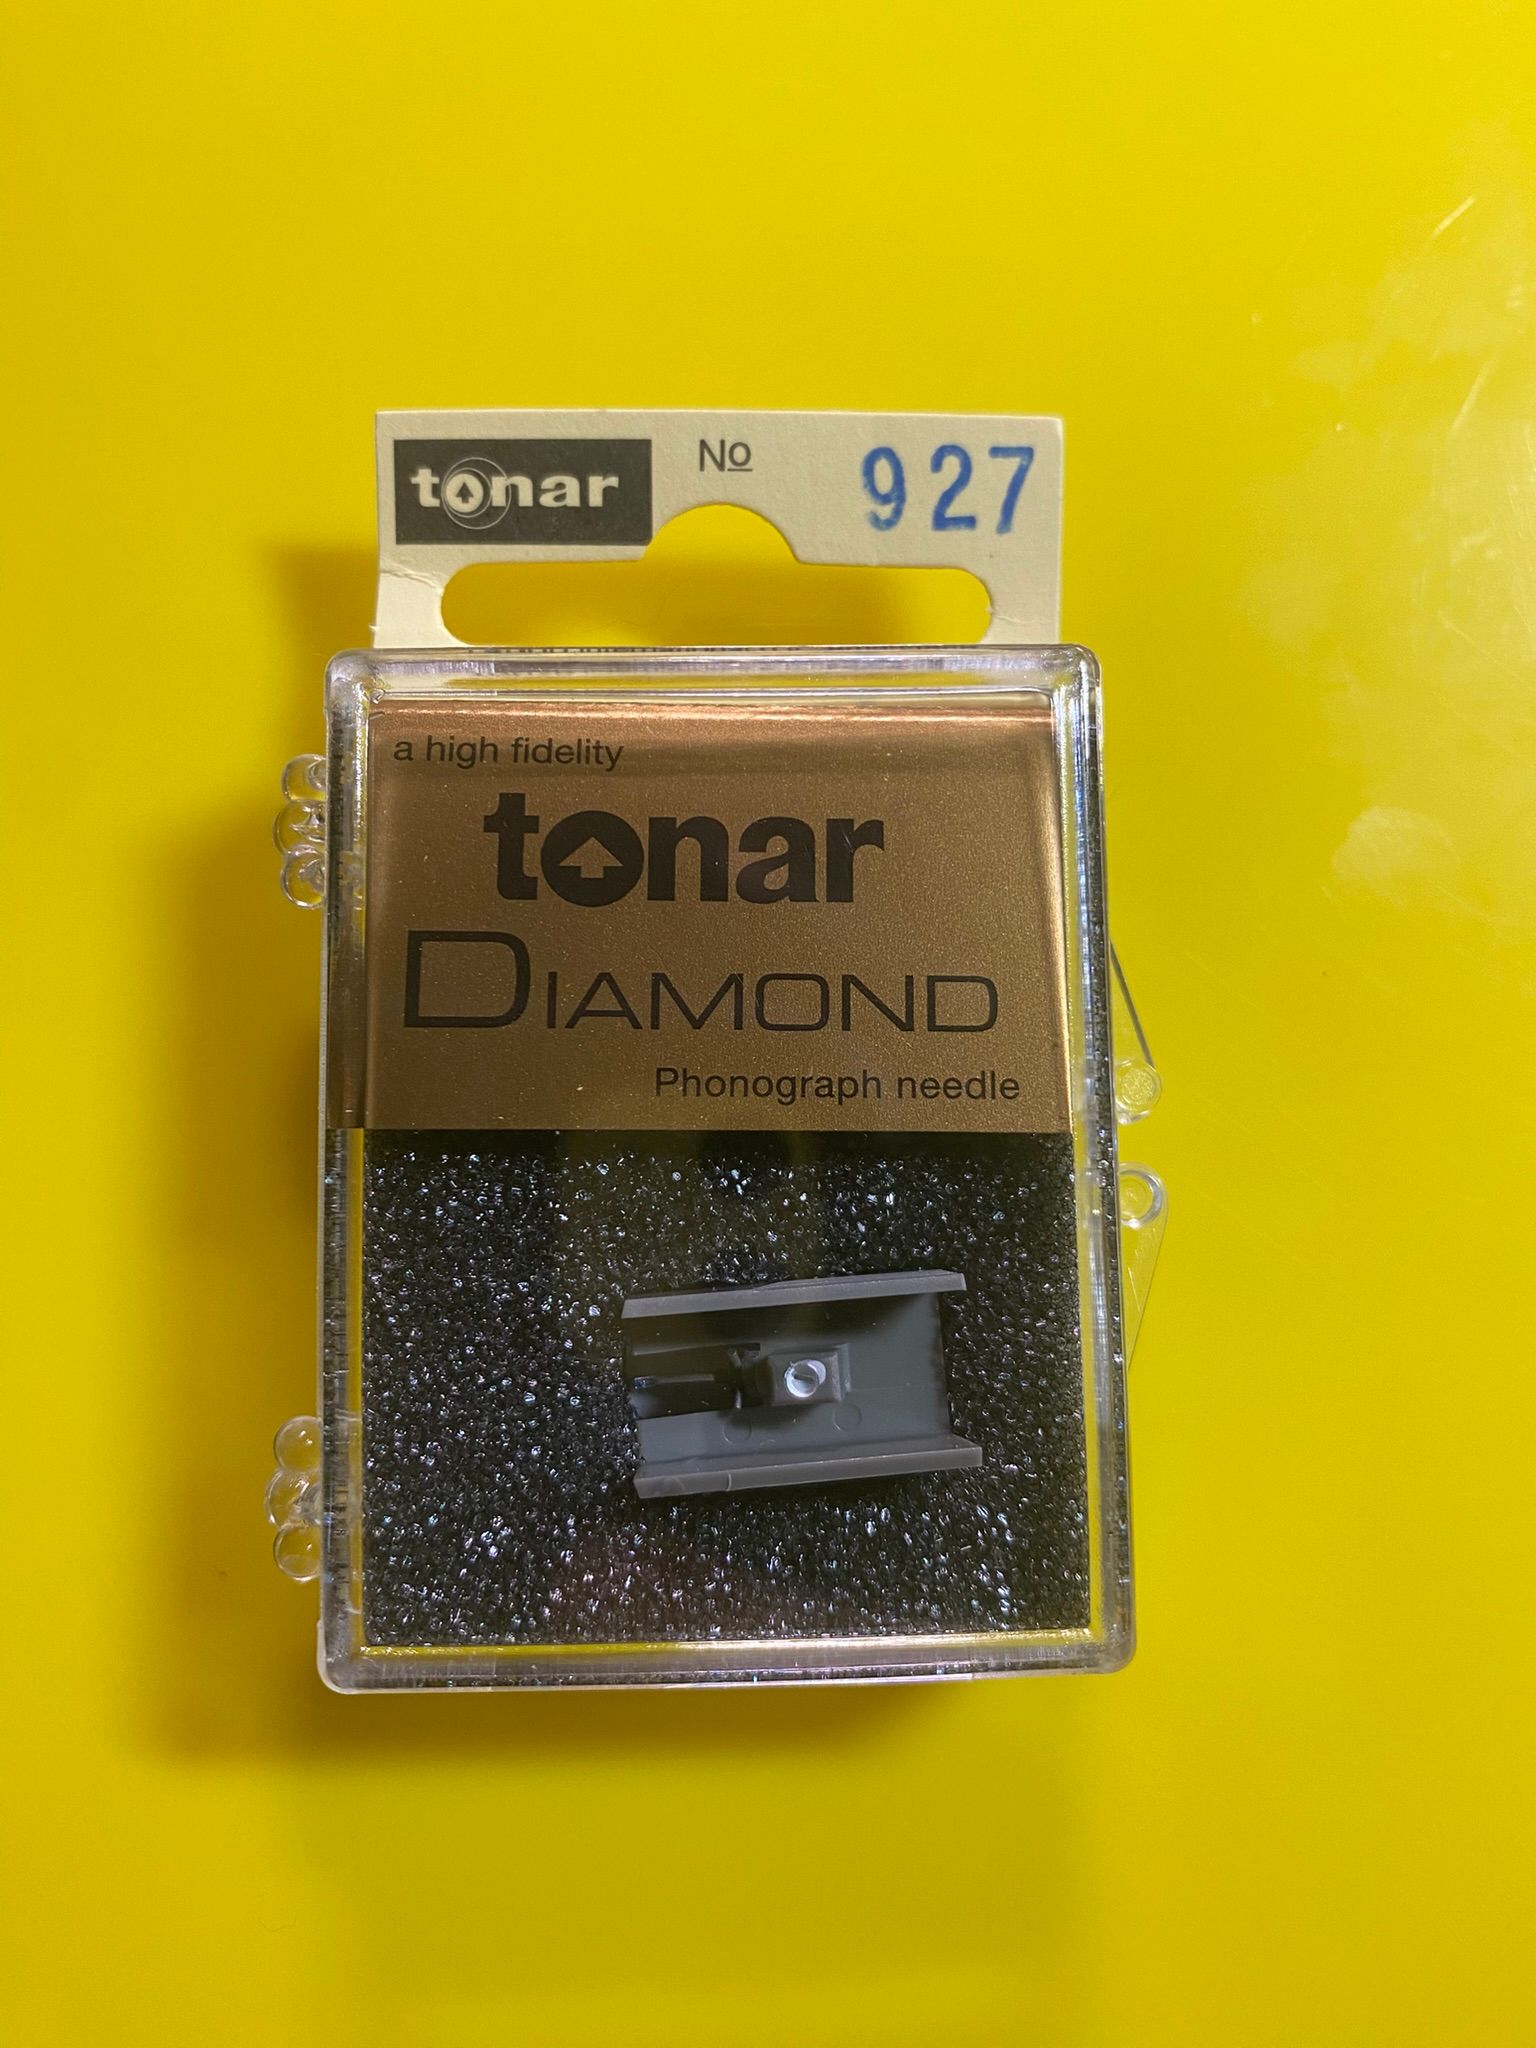 tonar
No
927
a high fidelity
tonar
DIAMOND
Phonograph needle